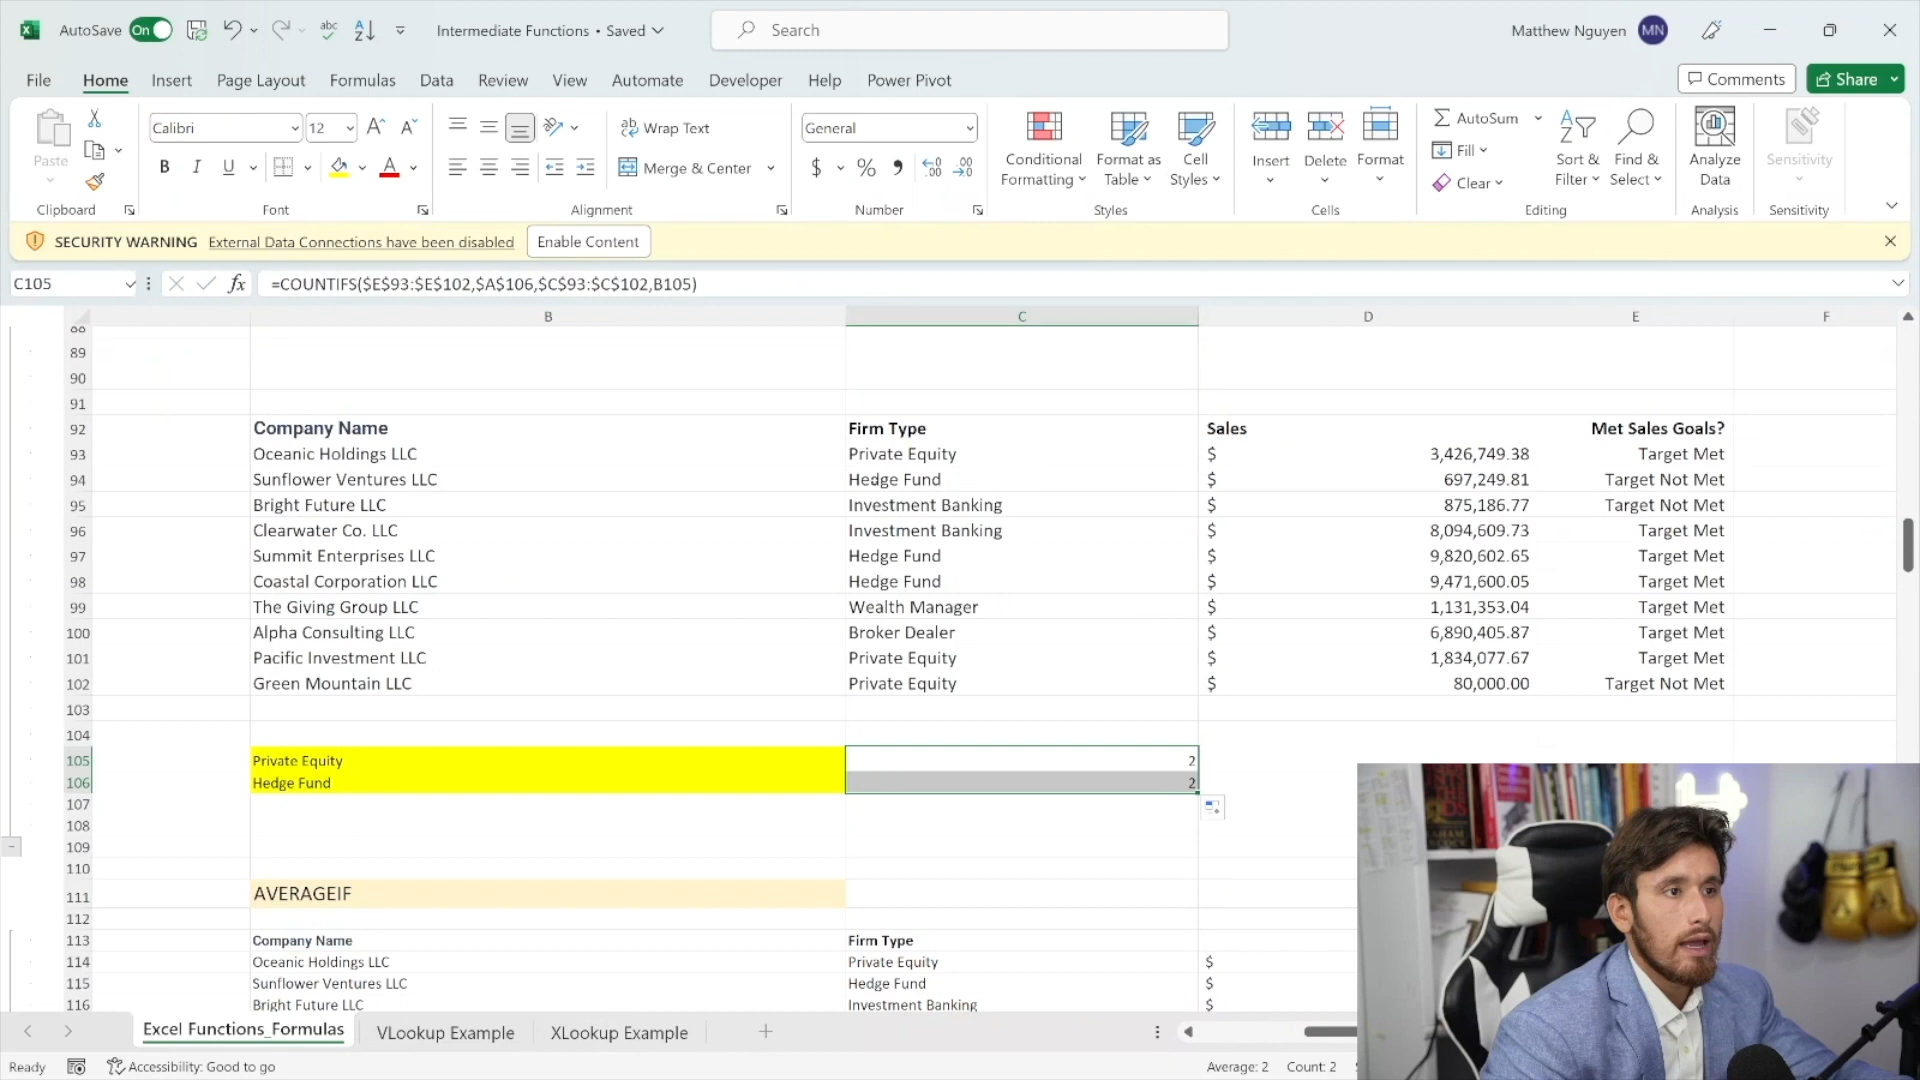 AutoSave On Intermediate Functions • Saved Search Matthew Nguyen MN
File Home Insert Page Layout Formulas Data Review View Automate Developer Help Power Pivot Comments Share
Paste
Calibri 12
B I U
Wrap Text
Merge & Center
General
$ % ,
Conditional Formatting
Format as Table
Cell Styles
Insert Delete Format
AutoSum
Fill
Clear
Sort & Filter
Find & Select
Analyze Data
Sensitivity
Clipboard Font Alignment Number Styles Cells Editing Analysis Sensitivity
SECURITY WARNING External Data Connections have been disabled Enable Content
C105 fx =COUNTIFS($E$93:$E$102,$A$106,$C$93:$C$102,B105)
B C D E F
88
89
90
91
92 Company Name Firm Type Sales Met Sales Goals?
93 Oceanic Holdings LLC Private Equity $ 3,426,749.38 Target Met
94 Sunflower Ventures LLC Hedge Fund $ 697,249.81 Target Not Met
95 Bright Future LLC Investment Banking $ 875,186.77 Target Not Met
96 Clearwater Co. LLC Investment Banking $ 8,094,609.73 Target Met
97 Summit Enterprises LLC Hedge Fund $ 9,820,602.65 Target Met
98 Coastal Corporation LLC Hedge Fund $ 9,471,600.05 Target Met
99 The Giving Group LLC Wealth Manager $ 1,131,353.04 Target Met
100 Alpha Consulting LLC Broker Dealer $ 6,890,405.87 Target Met
101 Pacific Investment LLC Private Equity $ 1,834,077.67 Target Met
102 Green Mountain LLC Private Equity $ 80,000.00 Target Not Met
103
104
105 Private Equity 2
106 Hedge Fund 2
107
108
109
110
111 AVERAGEIF
112
113 Company Name Firm Type
114 Oceanic Holdings LLC Private Equity $
115 Sunflower Ventures LLC Hedge Fund $
116 Bright Future LLC Investment Banking
Excel Functions_Formulas VLookup Example XLookup Example
Ready Accessibility: Good to go Average: 2 Count: 2